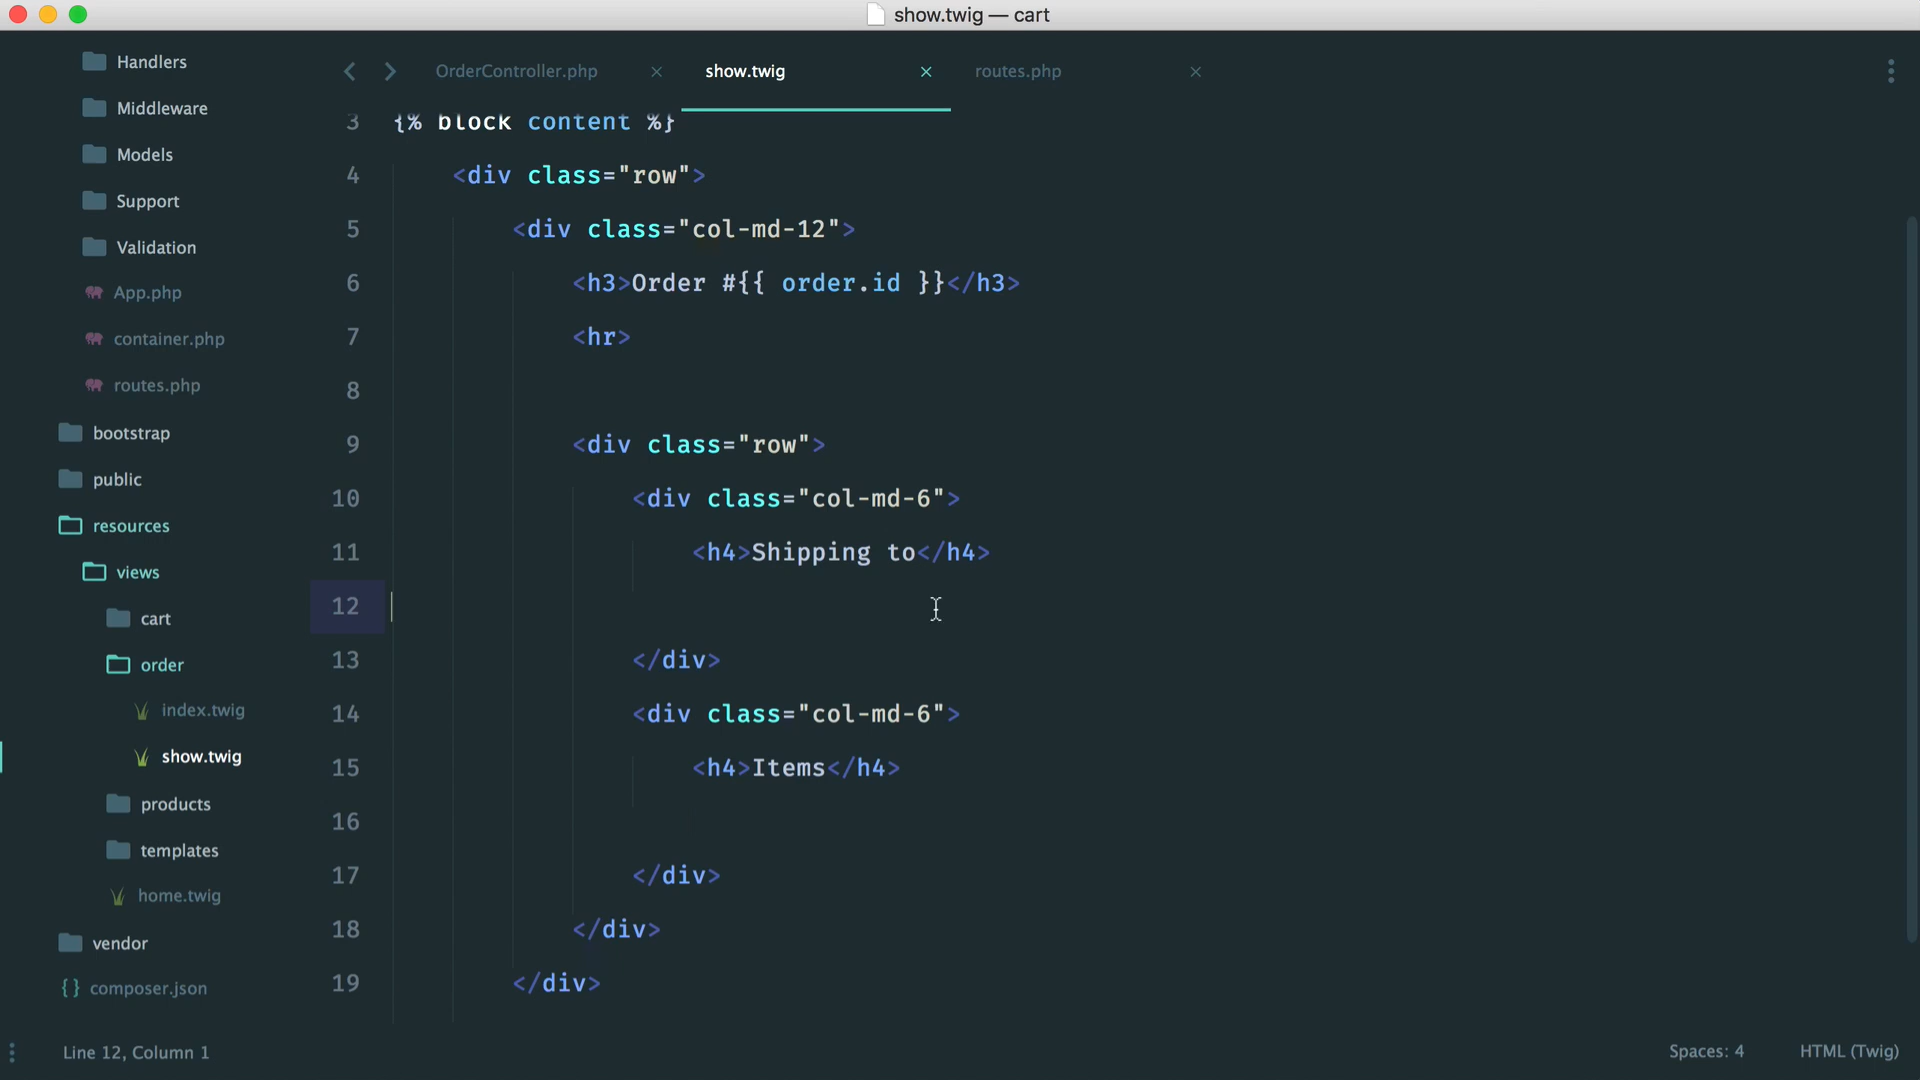 show.twig — cart
Handlers
Middleware
Models
Support
Validation
App.php
container.php
routes.php
bootstrap
public
resources
views
cart
order
index.twig
show.twig
products
templates
home.twig
vendor
{} composer.json
OrderController.php × show.twig × routes.php ×
3 {% block content %}
4 <div class="row">
5 <div class="col-md-12">
6 <h3>Order #{{ order.id }}</h3>
7 <hr>
8
9 <div class="row">
10 <div class="col-md-6">
11 <h4>Shipping to</h4>
12
13 </div>
14 <div class="col-md-6">
15 <h4>Items</h4>
16
17 </div>
18 </div>
19 </div>
Line 12, Column 1
Spaces: 4 HTML (Twig)